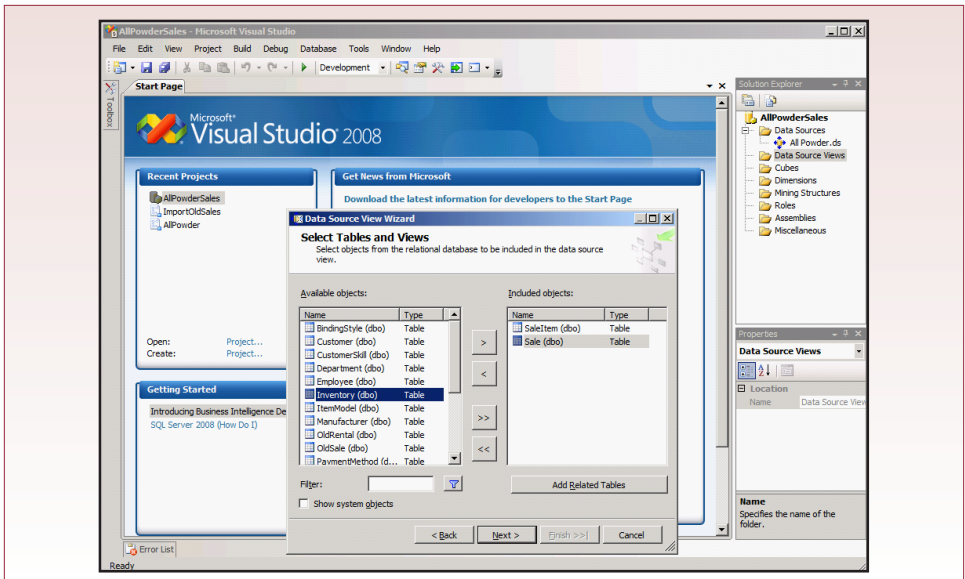 AllPowderSales - Microsoft Visual Studio
File Edit View Project Build Debug Database Tools Window Help
Development
Toolbox
Start Page
Microsoft®
Visual Studio® 2008
Recent Projects
AllPowderSales
ImportOldSales
AllPowder
Open: Project...
Create: Project...
Getting Started
Introducing Business Intelligence De
SQL Server 2008 (How Do I)
Get News from Microsoft
Download the latest information for developers to the Start Page
Data Source View Wizard
Select Tables and Views
Select objects from the relational database to be included in the data source
view.
Available objects:
Name Type
BindingStyle (dbo) Table
Customer (dbo) Table
CustomerSkill (dbo) Table
Department (dbo) Table
Employee (dbo) Table
Inventory (dbo) Table
ItemModel (dbo) Table
Manufacturer (dbo) Table
OldRental (dbo) Table
OldSale (dbo) Table
PaymentMethod (d... Table
>
<
>>
<<
Included objects:
Name Type
SaleItem (dbo) Table
Sale (dbo) Table
Filter:
Add Related Tables
Show system objects
< Back Next > Finish >>| Cancel
Solution Explorer
AllPowderSales
Data Sources
All Powder.ds
Data Source Views
Cubes
Dimensions
Mining Structures
Roles
Assemblies
Miscellaneous
Properties
Data Source Views
Location
Name Data Source View
Name
Specifies the name of the
folder.
Error List
Ready